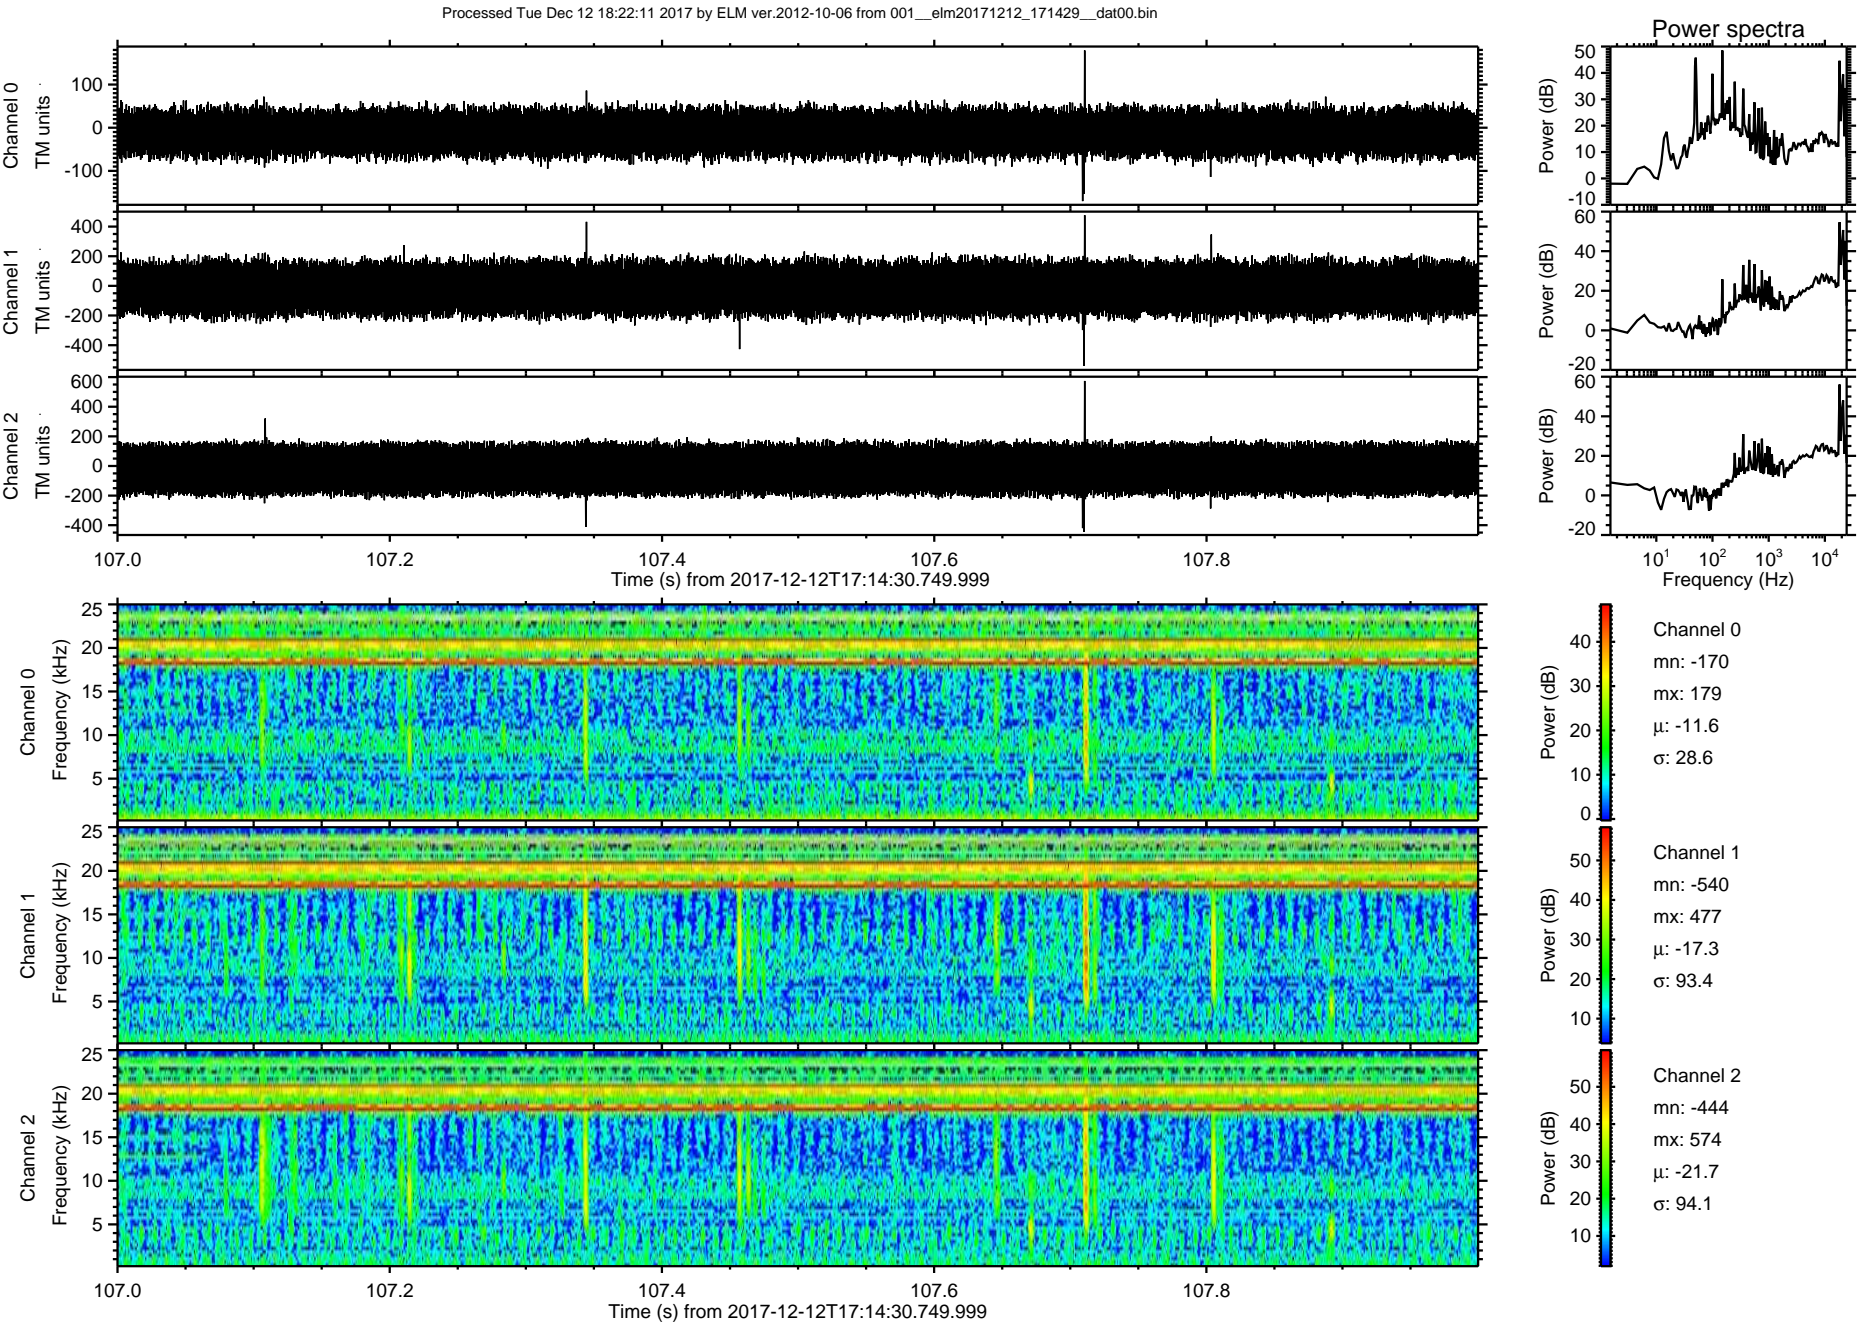 Processed Tue Dec 12 18:22:11 2017 by ELM ver.2012-10-06 from 001__elm20171212_171429__dat00.bin
Power spectra
Channel 0
TM units
100
0
-100
Power (dB)
50
40
30
20
10
0
-10
Channel 1
TM units
400
200
0
-200
-400
Power (dB)
60
40
20
0
-20
Channel 2
TM units
600
400
200
0
-200
-400
Power (dB)
60
40
20
0
-20
107.0 107.2 107.4 107.6 107.8
Time (s) from 2017-12-12T17:14:30.749.999
10¹ 10² 10³ 10⁴
Frequency (Hz)
Channel 0
Frequency (kHz)
25
20
15
10
5
Power (dB)
40
30
20
10
0
Channel 0
mn: -170
mx: 179
μ: -11.6
σ: 28.6
Channel 1
Frequency (kHz)
25
20
15
10
5
Power (dB)
50
40
30
20
10
Channel 1
mn: -540
mx: 477
μ: -17.3
σ: 93.4
Channel 2
Frequency (kHz)
25
20
15
10
5
Power (dB)
50
40
30
20
10
Channel 2
mn: -444
mx: 574
μ: -21.7
σ: 94.1
107.0 107.2 107.4 107.6 107.8
Time (s) from 2017-12-12T17:14:30.749.999